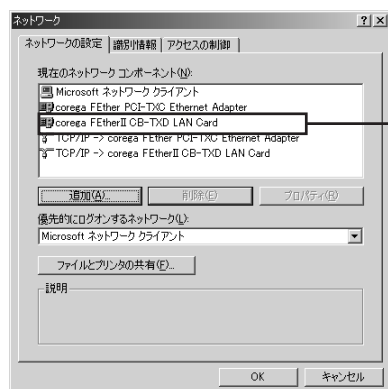 ネットワーク
ネットワークの設定 識別情報 アクセスの制御
現在のネットワーク コンポーネント(N):
Microsoft ネットワーク クライアント
corega FEther PCI-TXC Ethernet Adapter
corega FEtherII CB-TXD LAN Card
TCP/IP -> corega FEther PCI-TXC Ethernet Adapter
TCP/IP -> corega FEtherII CB-TXD LAN Card
追加(A)... 削除(E) プロパティ(R)
優先的にログオンするネットワーク(L):
Microsoft ネットワーク クライアント
ファイルとプリンタの共有(F)...
説明
OK キャンセル